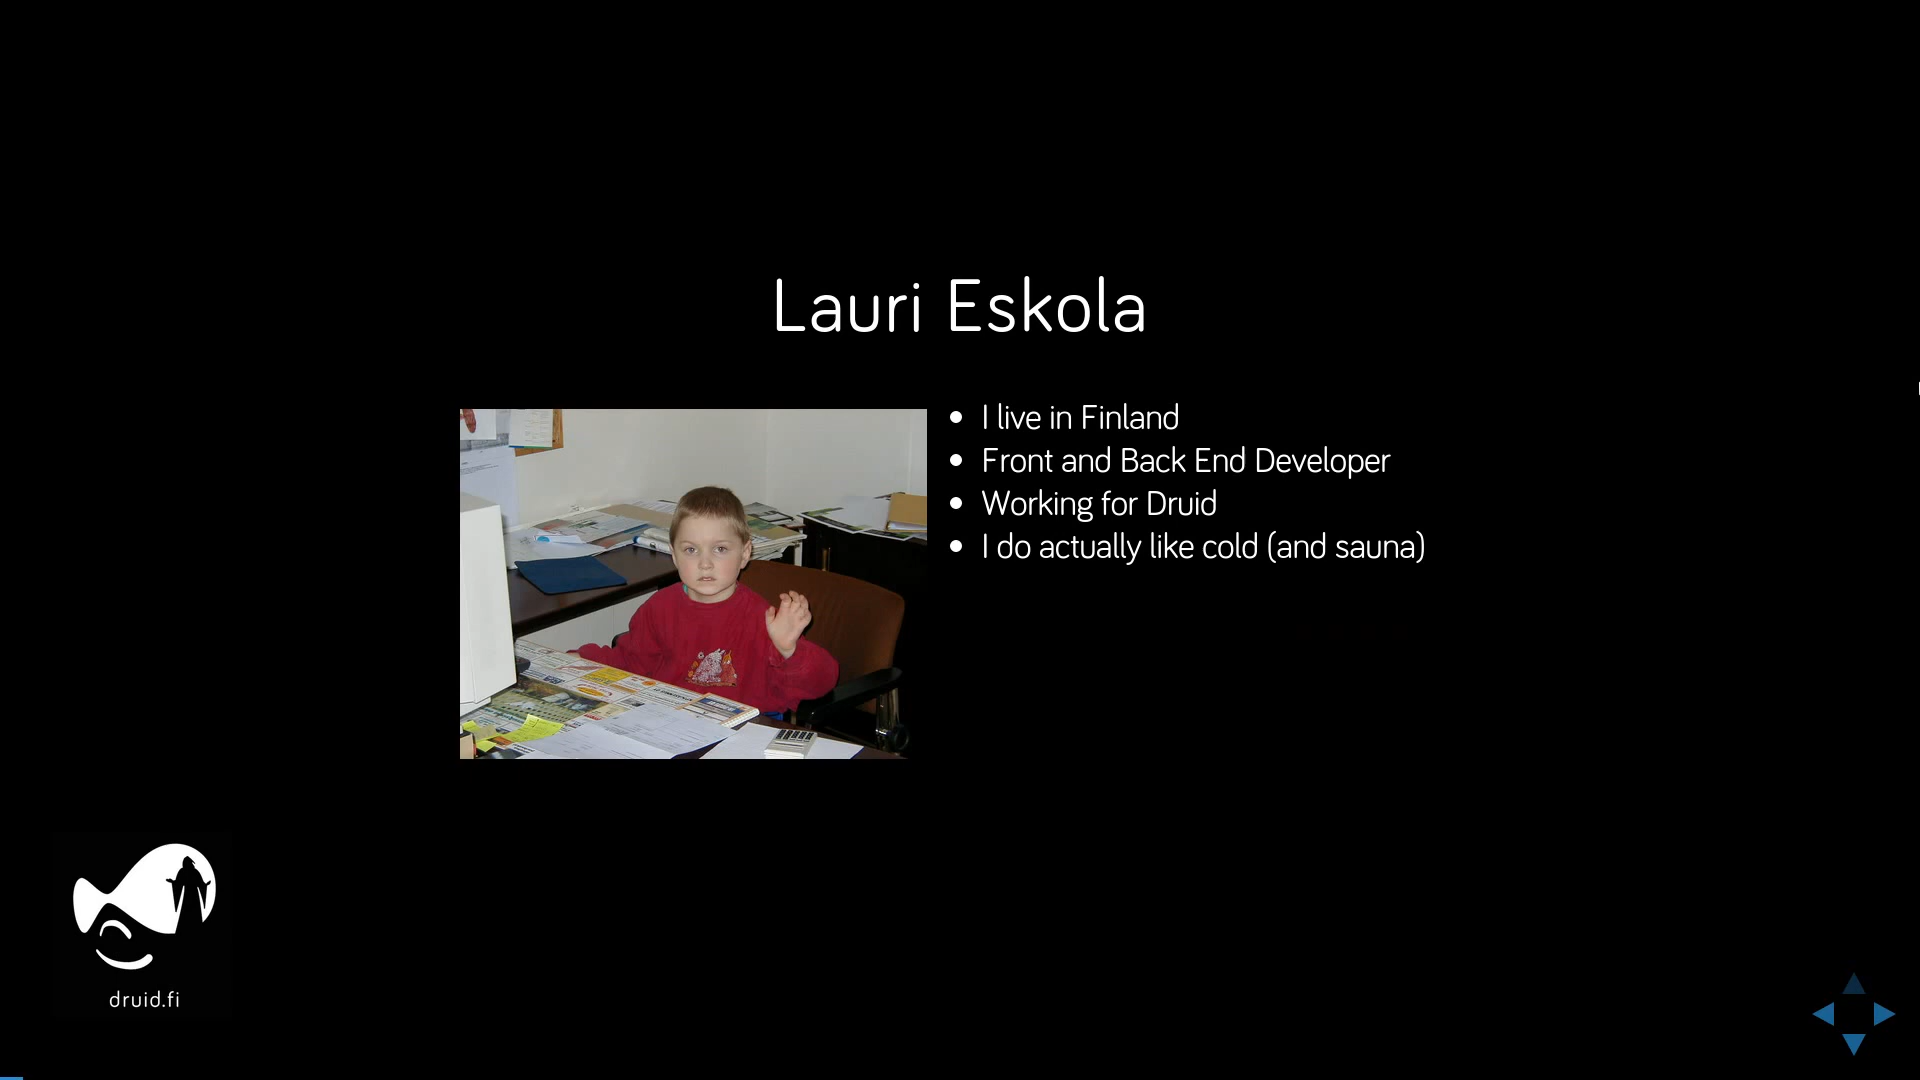 Lauri Eskola
I live in Finland
Front and Back End Developer
Working for Druid
I do actually like cold (and sauna)
druid.fi